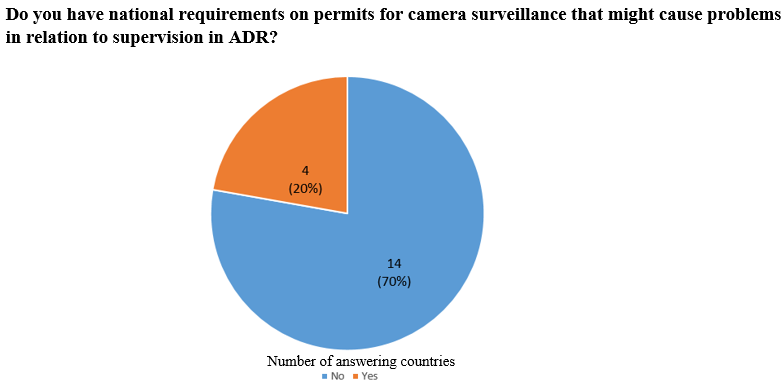 Do you have national requirements on permits for camera surveillance that might cause problems
in relation to supervision in ADR?
4
(20%)
14
(70%)
Number of answering countries
No Yes